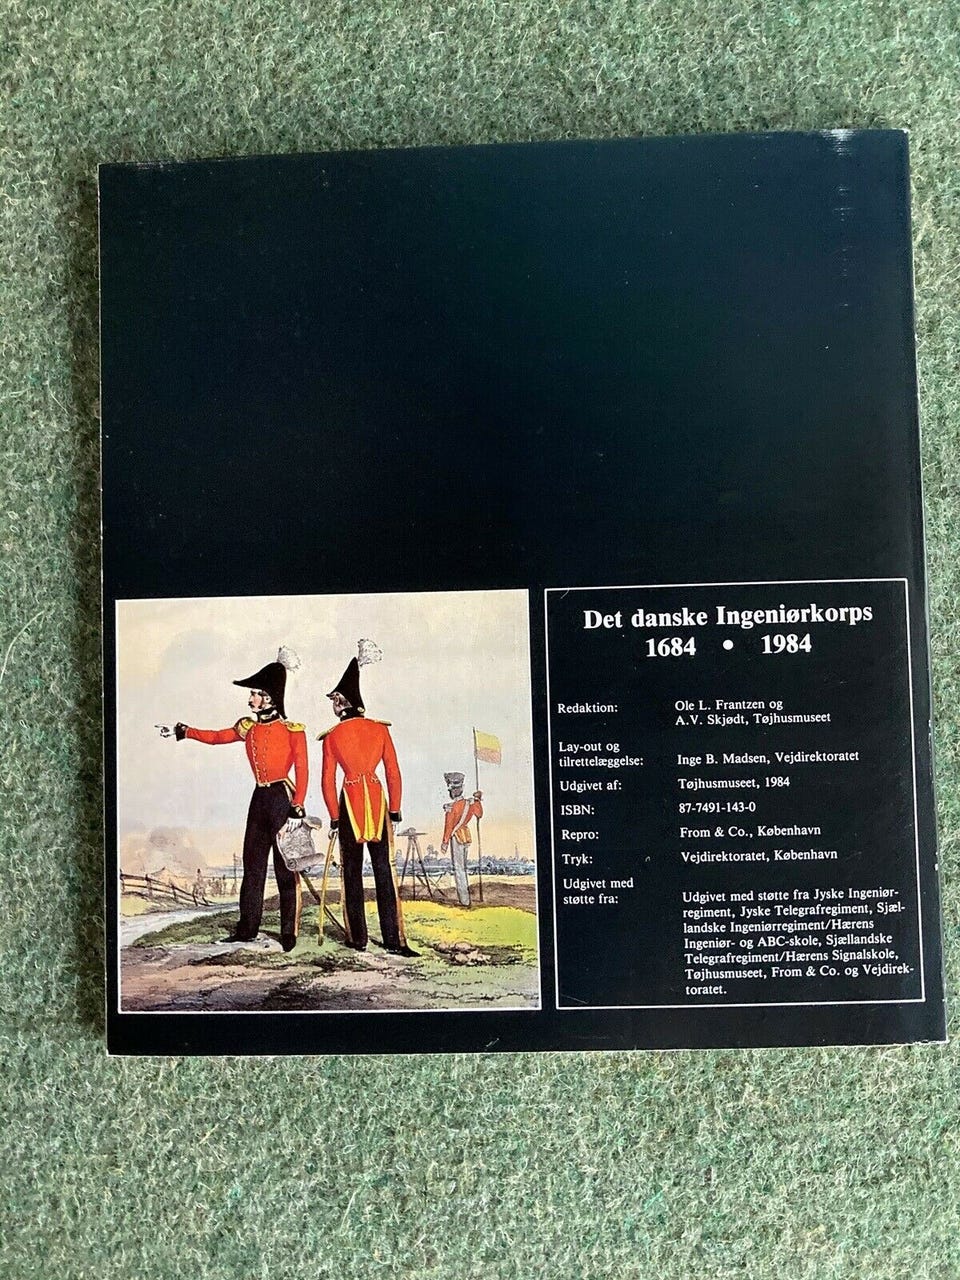 Det danske Ingeniørkorps
1684 • 1984
Redaktion: Ole L. Frantzen og
A.V. Skjødt, Tøjhusmuseet
Lay-out og
tilrettelæggelse: Inge B. Madsen, Vejdirektoratet
Udgivet af: Tøjhusmuseet, 1984
ISBN: 87-7491-143-0
Repro: From & Co., København
Tryk: Vejdirektoratet, København
Udgivet med
støtte fra: Udgivet med støtte fra Jyske Ingeniør-
regiment, Jyske Telegrafregiment, Sjæl-
landske Ingeniørregiment/Hærens
Ingeniør- og ABC-skole, Sjællandske
Telegrafregiment/Hærens Signalskole,
Tøjhusmuseet, From & Co. og Vejdirek-
toratet.